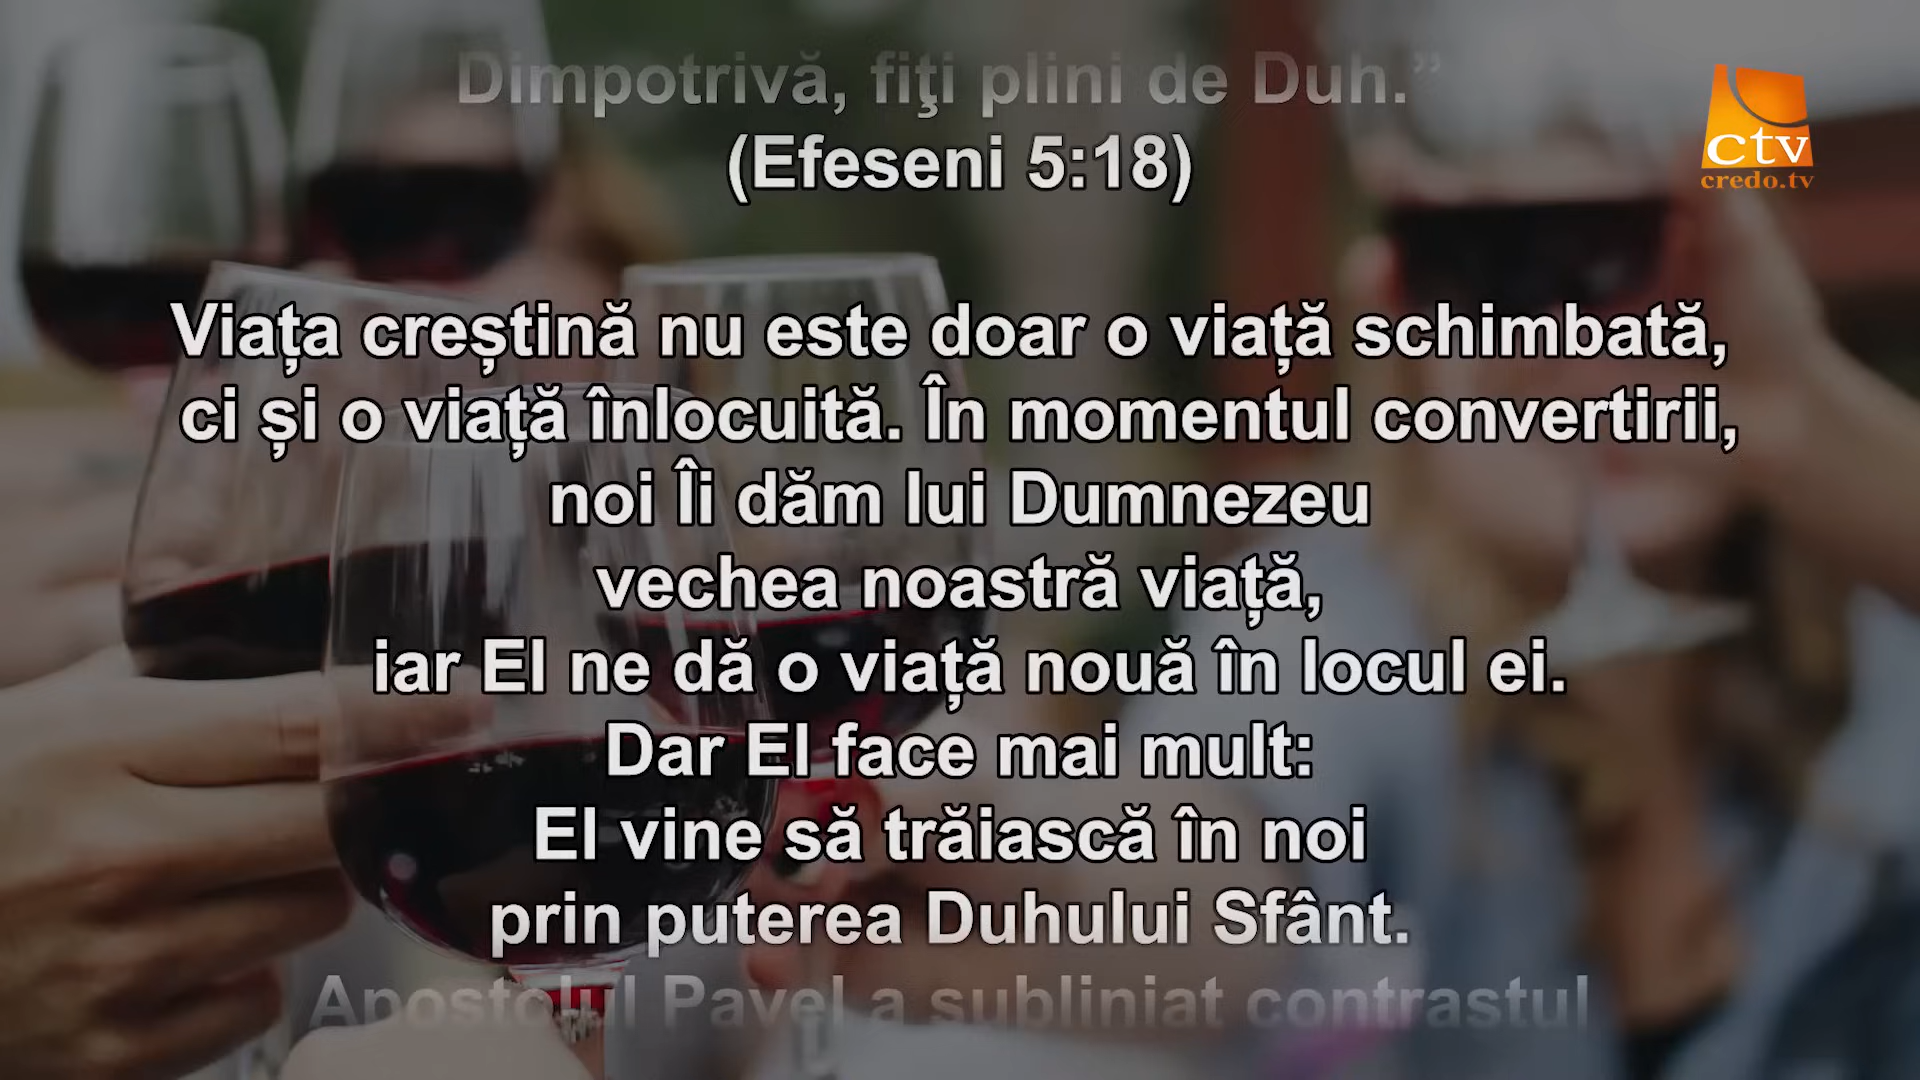 Dimpotrivă, fiţi plini de Duh.”
(Efeseni 5:18)
Viața creștină nu este doar o viață schimbată,
ci și o viață înlocuită. În momentul convertirii,
noi Îi dăm lui Dumnezeu
vechea noastră viață,
iar El ne dă o viață nouă în locul ei.
Dar El face mai mult:
El vine să trăiască în noi
prin puterea Duhului Sfânt.
Apostolul Pavel a subliniat contrastul
ctv
credo.tv